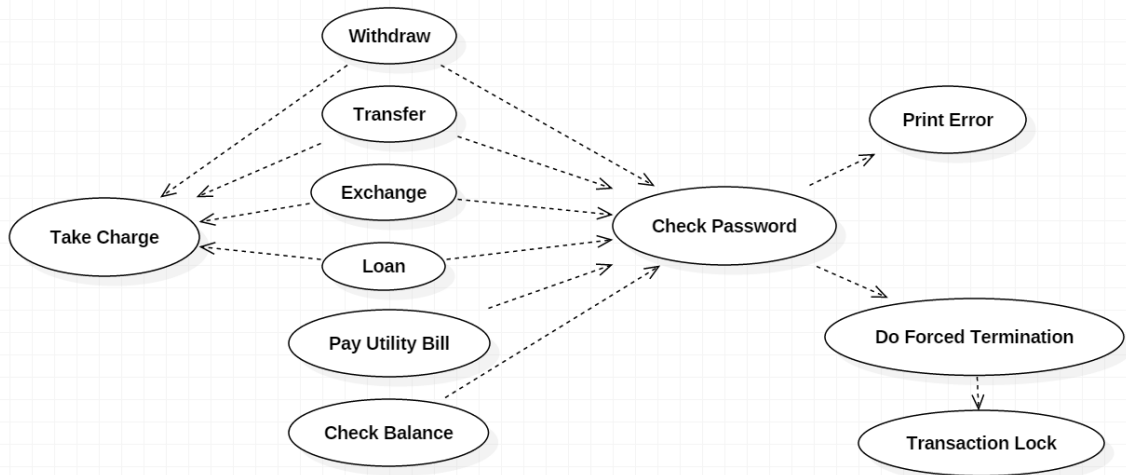 Withdraw
Transfer
Print Error
Exchange
Check Password
Take Charge
Loan
Pay Utility Bill
Do Forced Termination
Check Balance
Transaction Lock